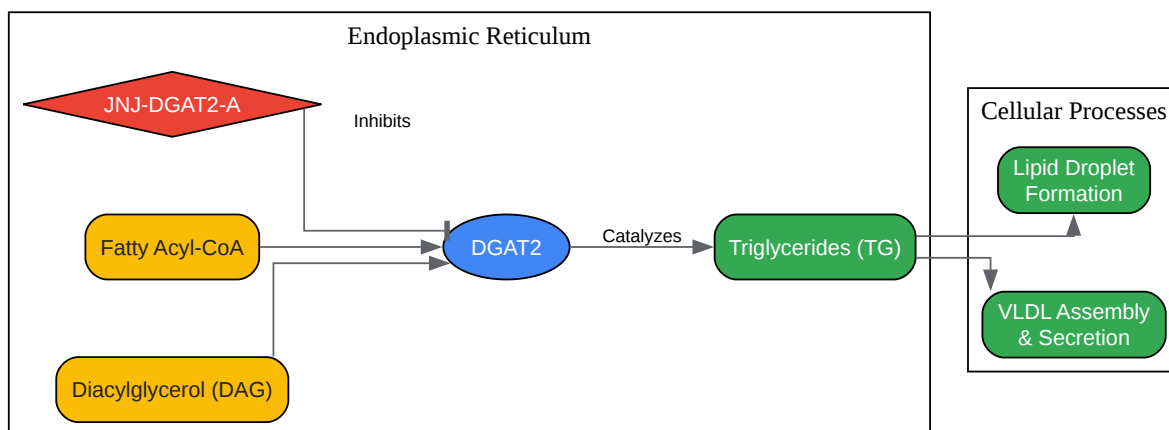 Endoplasmic Reticulum
JNJ-DGAT2-A
Inhibits
Fatty Acyl-CoA
DGAT2
Catalyzes
Triglycerides (TG)
Diacylglycerol (DAG)
Cellular Processes
Lipid Droplet
Formation
VLDL Assembly
& Secretion